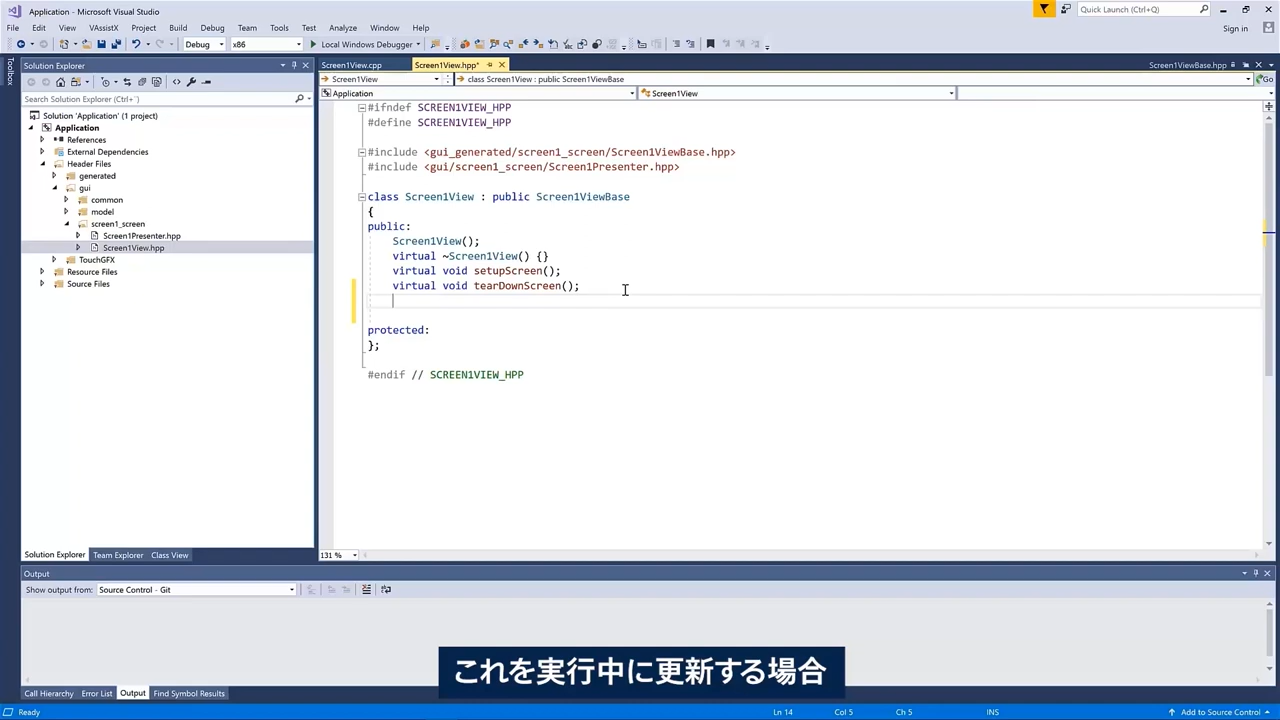 Application - Microsoft Visual Studio
Quick Launch (Ctrl+Q)
File Edit View VAssistX Project Build Debug Team Tools Test Analyze Window Help
Sign in
Debug x86 Local Windows Debugger
Toolbox
Solution Explorer
Search Solution Explorer (Ctrl+´)
Solution 'Application' (1 project)
Application
References
External Dependencies
Header Files
generated
gui
common
model
screen1_screen
Screen1Presenter.hpp
Screen1View.hpp
TouchGFX
Resource Files
Source Files
Solution Explorer Team Explorer Class View
Screen1View.cpp Screen1View.hpp* ViewBase.hpp
Screen1View class Screen1View : public Screen1ViewBase Go
Application Screen1View
#ifndef SCREEN1VIEW_HPP
#define SCREEN1VIEW_HPP
#include <gui_generated/screen1_screen/Screen1ViewBase.hpp>
#include <gui/screen1_screen/Screen1Presenter.hpp>
class Screen1View : public Screen1ViewBase
{
public:
Screen1View();
virtual ~Screen1View() {}
virtual void setupScreen();
virtual void tearDownScreen();
protected:
};
#endif // SCREEN1VIEW_HPP
131 %
Output
Show output from: Source Control - Git
これを実行中に更新する場合
Call Hierarchy Error List Output Find Symbol Results
Ready Ln 14 Col 5 Ch 5 INS Add to Source Control